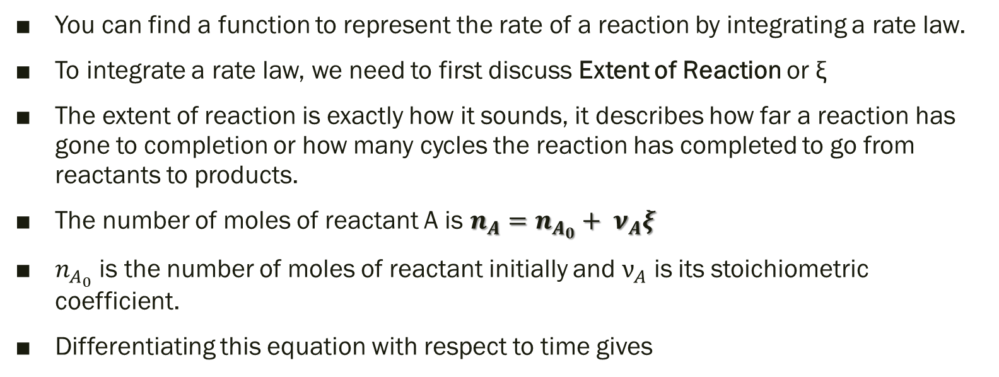 ■ You can find a function to represent the rate of a reaction by integrating a rate law.
■ To integrate a rate law, we need to first discuss Extent of Reaction or ξ
■ The extent of reaction is exactly how it sounds, it describes how far a reaction has
gone to completion or how many cycles the reaction has completed to go from
reactants to products.
■ The number of moles of reactant A is n_A = n_{A_0} + ν_Aξ
■ n_{A_0} is the number of moles of reactant initially and ν_A is its stoichiometric
coefficient.
■ Differentiating this equation with respect to time gives